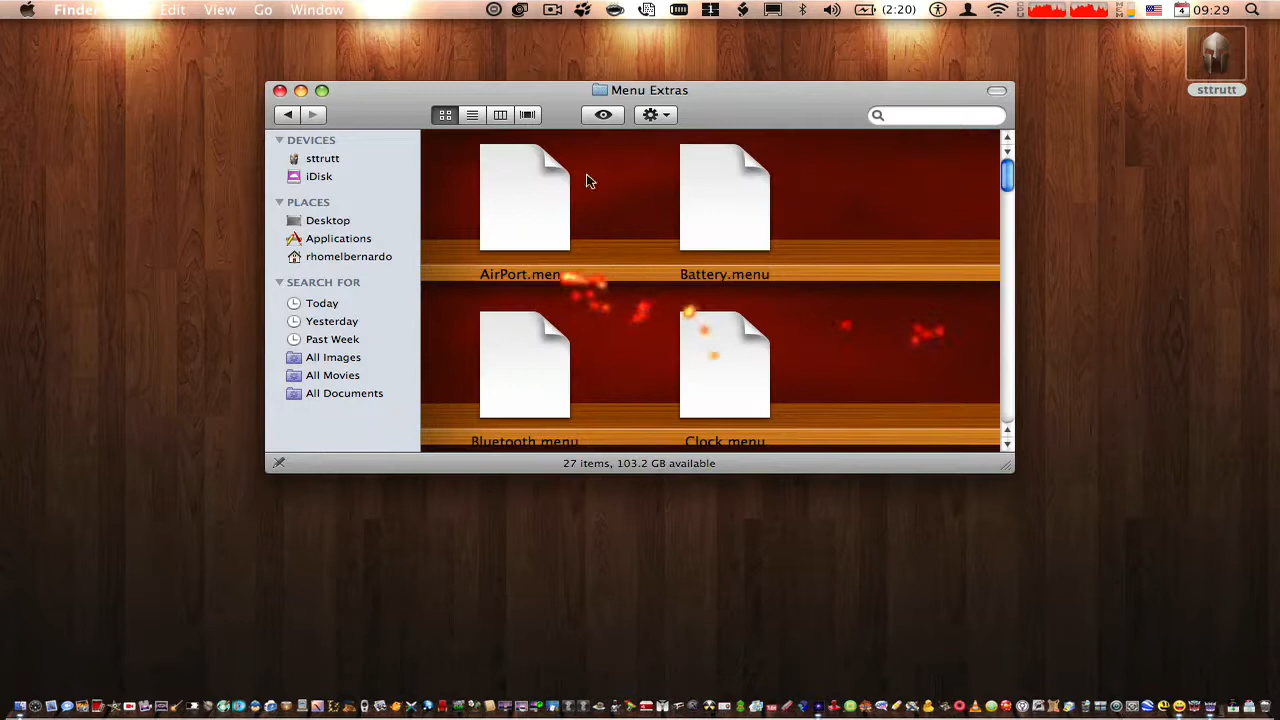 Finder Edit View Go Window (2:20) 4 09:29
sttrutt
Menu Extras
DEVICES
sttrutt
iDisk
PLACES
Desktop
Applications
rhomelbernardo
SEARCH FOR
Today
Yesterday
Past Week
All Images
All Movies
All Documents
AirPort.menu Battery.menu
Bluetooth.menu Clock.menu
27 items, 103.2 GB available